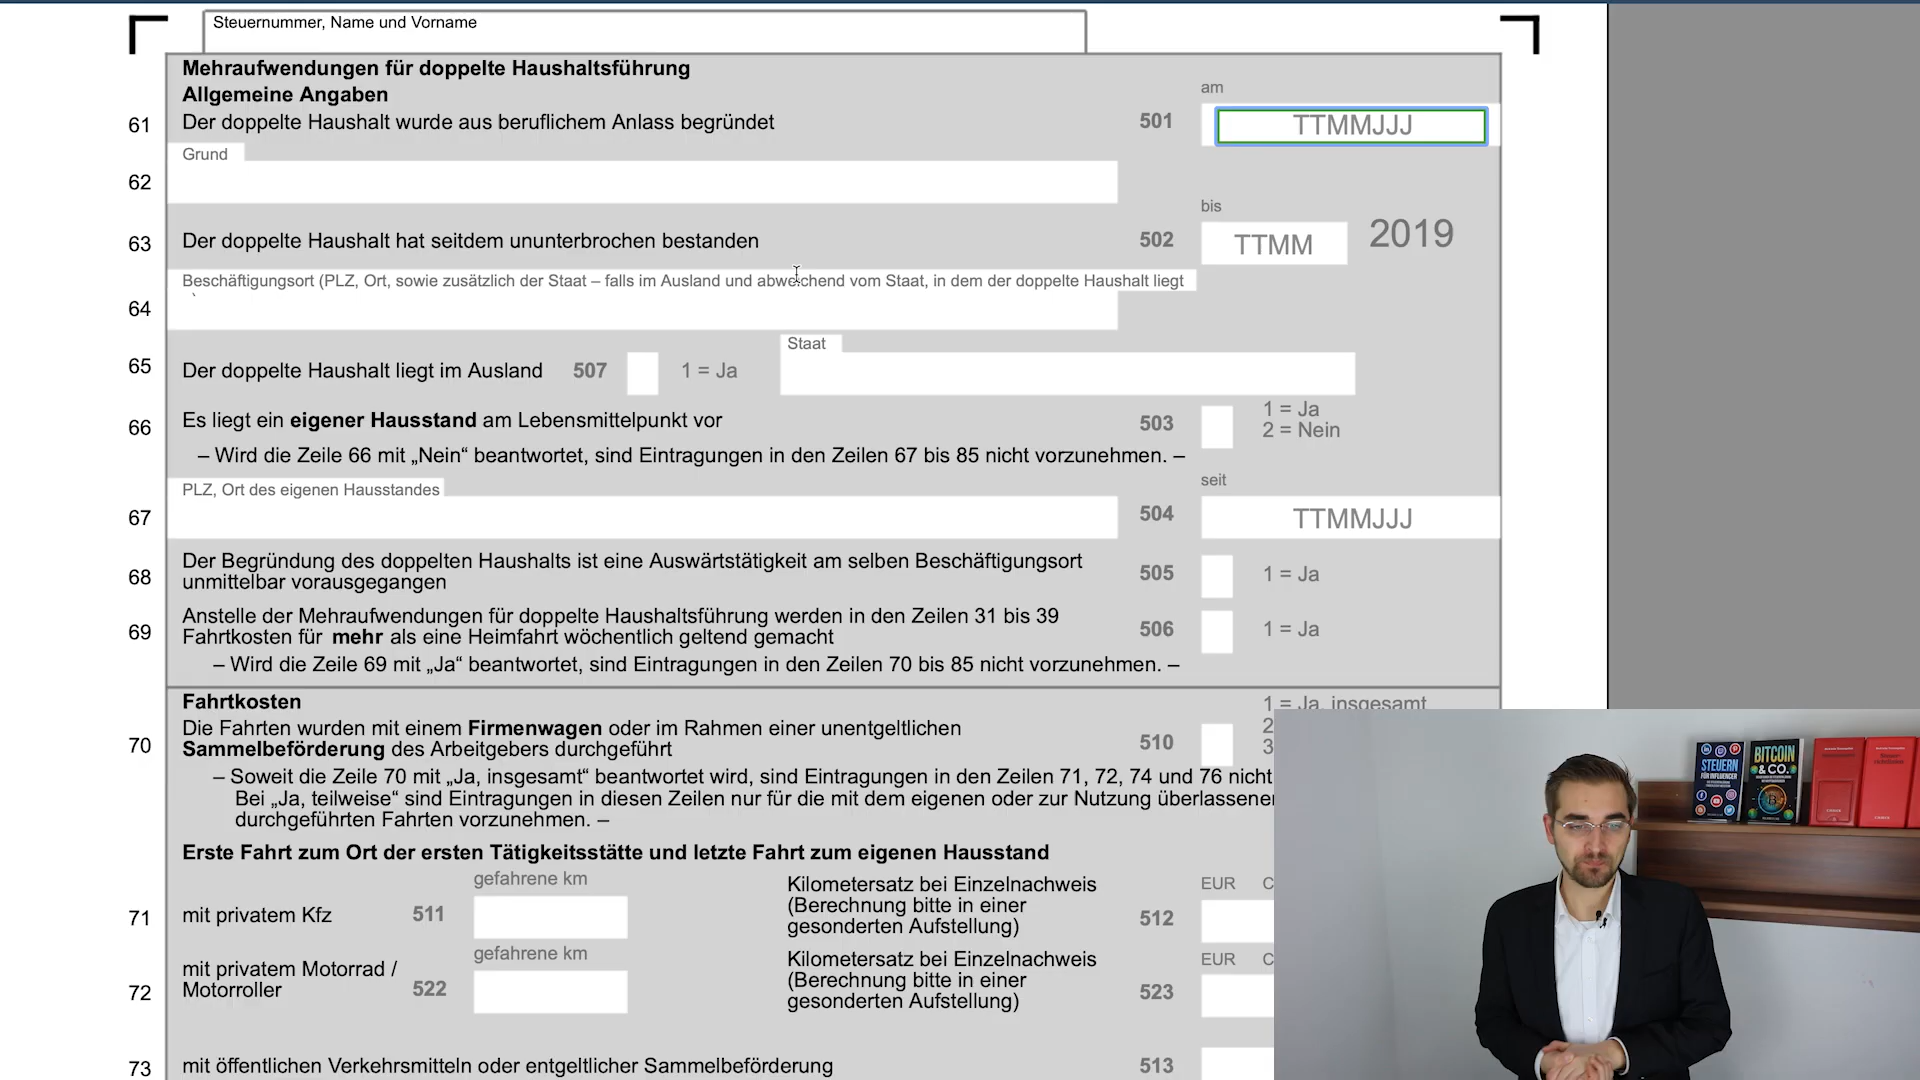 Steuernummer, Name und Vorname
Mehraufwendungen für doppelte Haushaltsführung
Allgemeine Angaben
am
61 Der doppelte Haushalt wurde aus beruflichem Anlass begründet 501 TTMMJJJ
Grund
62
bis
63 Der doppelte Haushalt hat seitdem ununterbrochen bestanden 502 TTMM 2019
Beschäftigungsort (PLZ, Ort, sowie zusätzlich der Staat – falls im Ausland und abweichend vom Staat, in dem der doppelte Haushalt liegt
64
Staat
65 Der doppelte Haushalt liegt im Ausland 507 1 = Ja
66 Es liegt ein eigener Hausstand am Lebensmittelpunkt vor 503 1 = Ja
2 = Nein
– Wird die Zeile 66 mit „Nein“ beantwortet, sind Eintragungen in den Zeilen 67 bis 85 nicht vorzunehmen. –
PLZ, Ort des eigenen Hausstandes seit
67 504 TTMMJJJ
68 Der Begründung des doppelten Haushalts ist eine Auswärtstätigkeit am selben Beschäftigungsort
unmittelbar vorausgegangen 505 1 = Ja
69 Anstelle der Mehraufwendungen für doppelte Haushaltsführung werden in den Zeilen 31 bis 39
Fahrtkosten für mehr als eine Heimfahrt wöchentlich geltend gemacht 506 1 = Ja
– Wird die Zeile 69 mit „Ja“ beantwortet, sind Eintragungen in den Zeilen 70 bis 85 nicht vorzunehmen. –
Fahrtkosten 1 = Ja, insgesamt
70 Die Fahrten wurden mit einem Firmenwagen oder im Rahmen einer unentgeltlichen 2
Sammelbeförderung des Arbeitgebers durchgeführt 510 3
– Soweit die Zeile 70 mit „Ja, insgesamt“ beantwortet wird, sind Eintragungen in den Zeilen 71, 72, 74 und 76 nicht
Bei „Ja, teilweise“ sind Eintragungen in diesen Zeilen nur für die mit dem eigenen oder zur Nutzung
durchgeführten Fahrten vorzunehmen. –
Erste Fahrt zum Ort der ersten Tätigkeitsstätte und letzte Fahrt zum eigenen Hausstand
gefahrene km
71 mit privatem Kfz 511 Kilometersatz bei Einzelnachweis
(Berechnung bitte in einer
gesonderten Aufstellung) 512 EUR C
gefahrene km
72 mit privatem Motorrad /
Motorroller 522 Kilometersatz bei Einzelnachweis
(Berechnung bitte in einer
gesonderten Aufstellung) 523 EUR C
73 mit öffentlichen Verkehrsmitteln oder entgeltlicher Sammelbeförderung 513
STEUERN
FÜR INFLUENCER
BITCOIN
& CO.